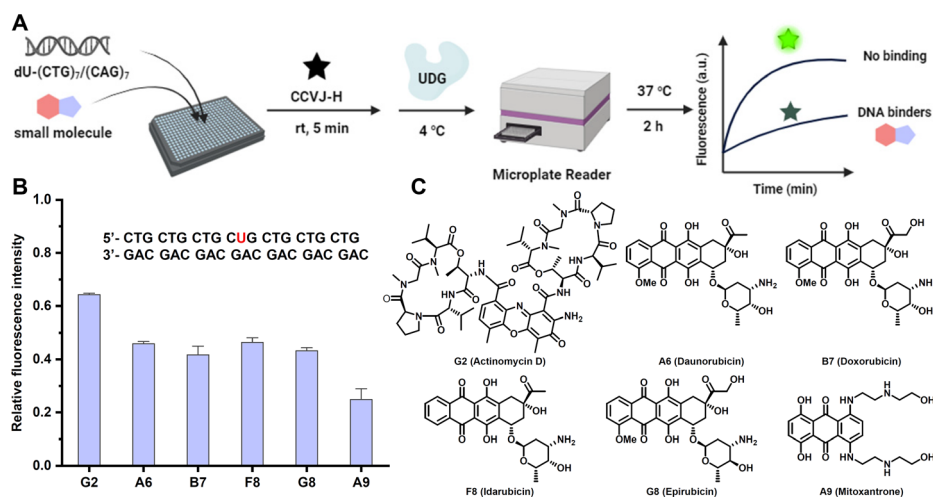 A
dU-(CTG)7/(CAG)7
small molecule
CCVJ-H
rt, 5 min
UDG
4 °C
Microplate Reader
37 °C
2 h
Fluorescence (a.u.)
No binding
DNA binders
Time (min)
B
Relative fluorescence intensity
1.0
0.8
0.6
0.4
0.2
0.0
5'- CTG CTG CTG CUG CTG CTG CTG
3'- GAC GAC GAC GAC GAC GAC GAC
G2 A6 B7 F8 G8 A9
C
G2 (Actinomycin D)
A6 (Daunorubicin)
B7 (Doxorubicin)
F8 (Idarubicin)
G8 (Epirubicin)
A9 (Mitoxantrone)